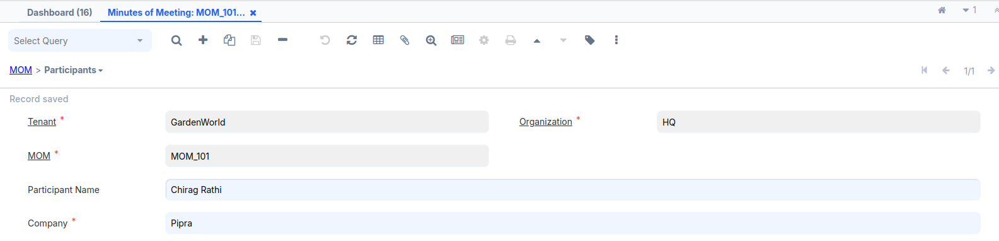 Dashboard (16) Minutes of Meeting: MOM_101... 1
Select Query
MOM > Participants 1/1
Record saved
Tenant * GardenWorld Organization * HQ
MOM * MOM_101
Participant Name Chirag Rathi
Company * Pipra